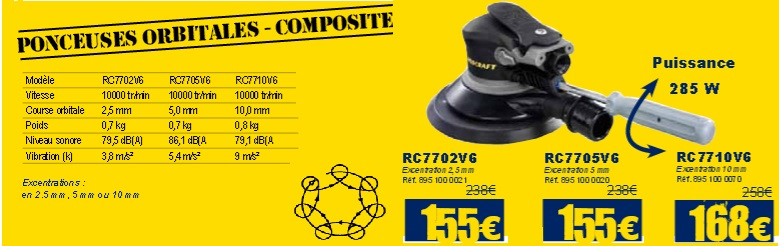 PONCEUSES ORBITALES - COMPOSITE
Modèle RC7702V6 RC7705V6 RC7710V6
Vitesse 10000 tr/min 10000 tr/min 10000 tr/min
Course orbitale 2,5 mm 5,0 mm 10,0 mm
Poids 0,7 kg 0,7 kg 0,8 kg
Niveau sonore 79,5 dB(A) 86,1 dB(A 79,1 dB(A)
Vibration (k) 3,8 m/s² 5,4 m/s² 9 m/s²
Excentrations :
en 2.5 mm, 5 mm ou 10 mm
Puissance
285 W
RC7702V6
Excentration 2,5 mm
Réf. 895 100 0021
238€
155€
RC7705V6
Excentration 5 mm
Réf. 895 100 0020
238€
155€
RC7710V6
Excentration 10 mm
Réf. 895 100 0070
258€
168€